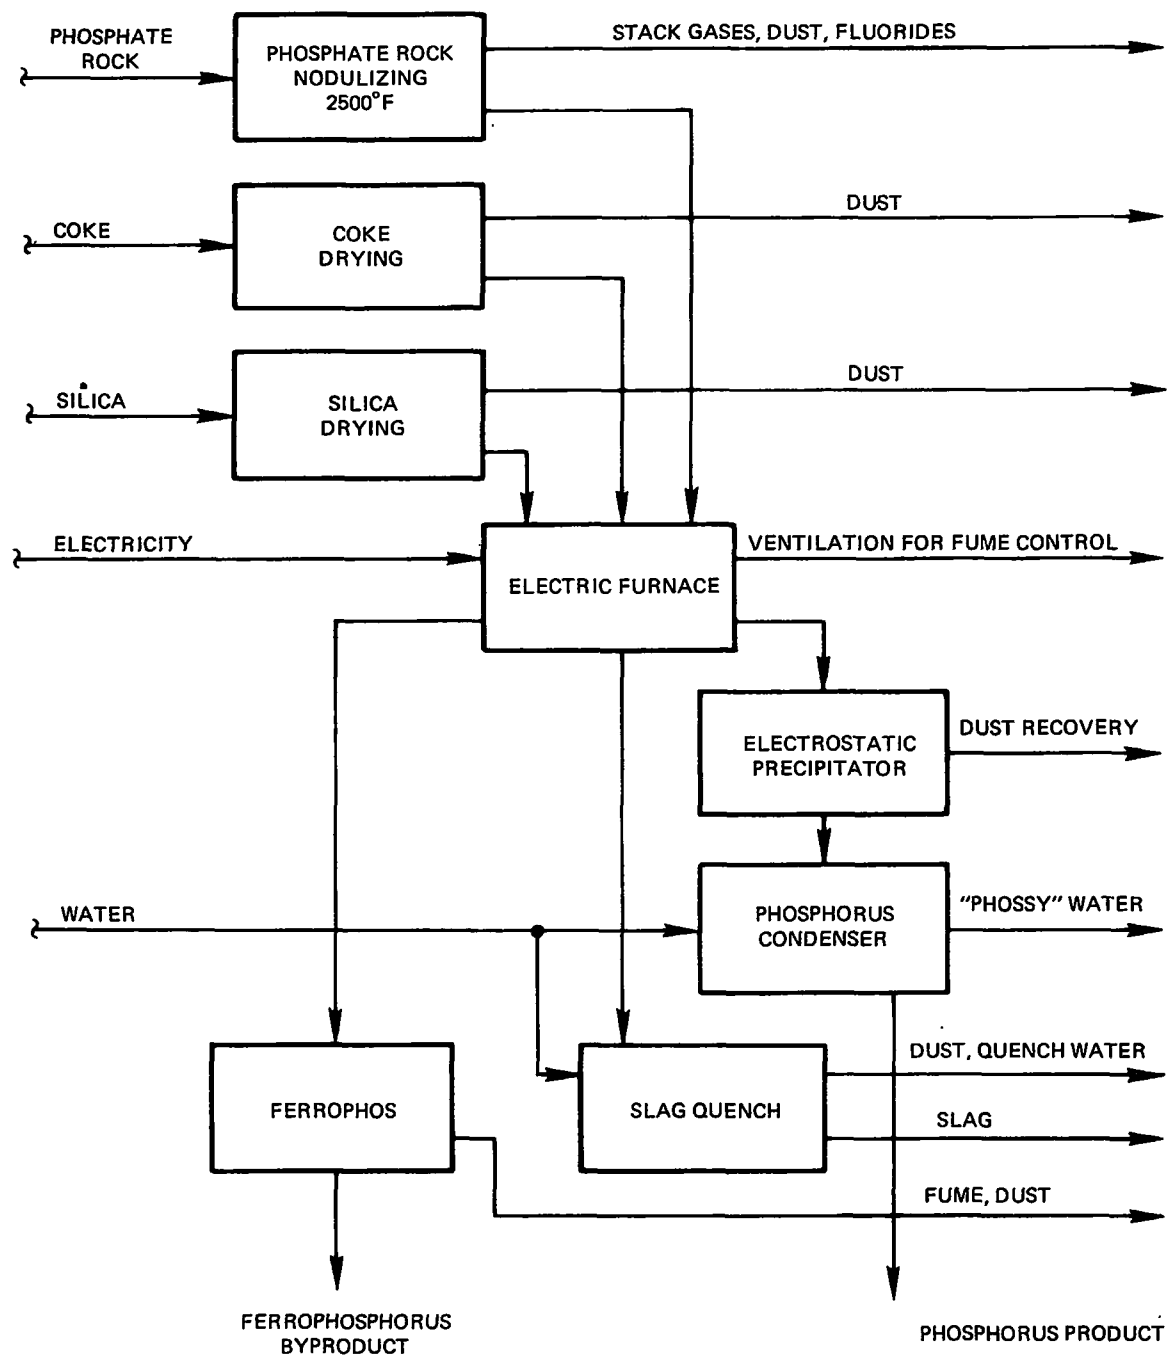 PHOSPHATE
ROCK
PHOSPHATE ROCK
NODULIZING
2500°F
STACK GASES, DUST, FLUORIDES
COKE
COKE
DRYING
DUST
SILICA
SILICA
DRYING
DUST
ELECTRICITY
ELECTRIC FURNACE
VENTILATION FOR FUME CONTROL
ELECTROSTATIC
PRECIPITATOR
DUST RECOVERY
WATER
PHOSPHORUS
CONDENSER
"PHOSSY" WATER
FERROPHOS
SLAG QUENCH
DUST, QUENCH WATER
SLAG
FUME, DUST
FERROPHOSPHORUS
BYPRODUCT
PHOSPHORUS PRODUCT